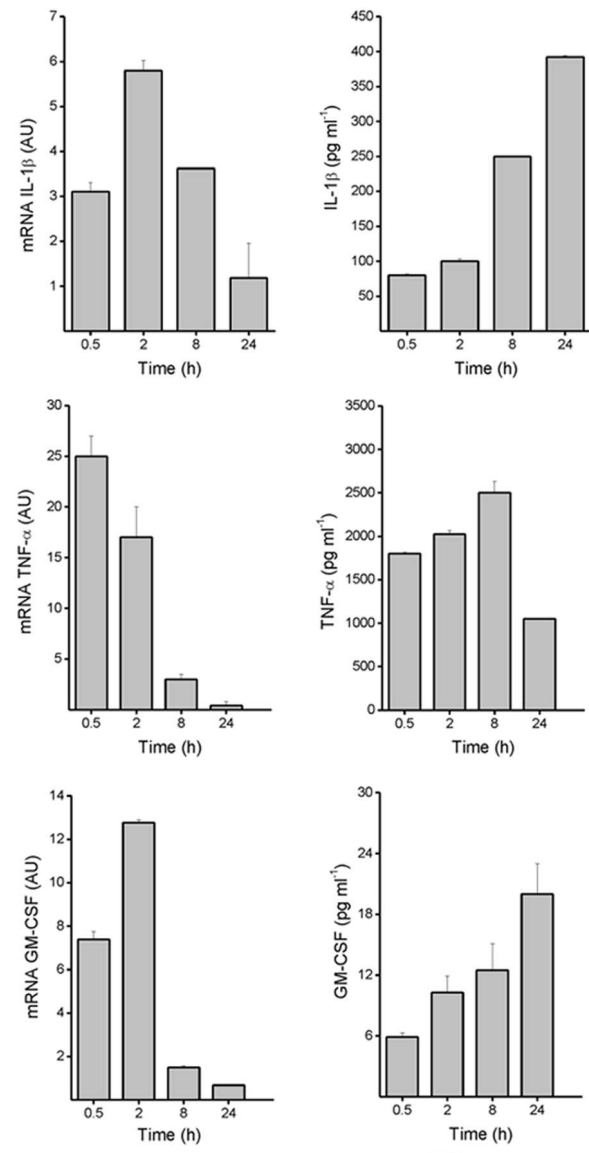 mRNA IL-1β (AU)
7
6
5
4
3
2
1
0.5 2 8 24
Time (h)
IL-1β (pg ml⁻¹)
450
400
350
300
250
200
150
100
50
0.5 2 8 24
Time (h)
mRNA TNF-α (AU)
30
25
20
15
10
5
0.5 2 8 24
Time (h)
TNF-α (pg ml⁻¹)
3500
3000
2500
2000
1500
1000
500
0
0.5 2 8 24
Time (h)
mRNA GM-CSF (AU)
14
12
10
8
6
4
2
0.5 2 8 24
Time (h)
GM-CSF (pg ml⁻¹)
30
24
18
12
6
0.5 2 8 24
Time (h)